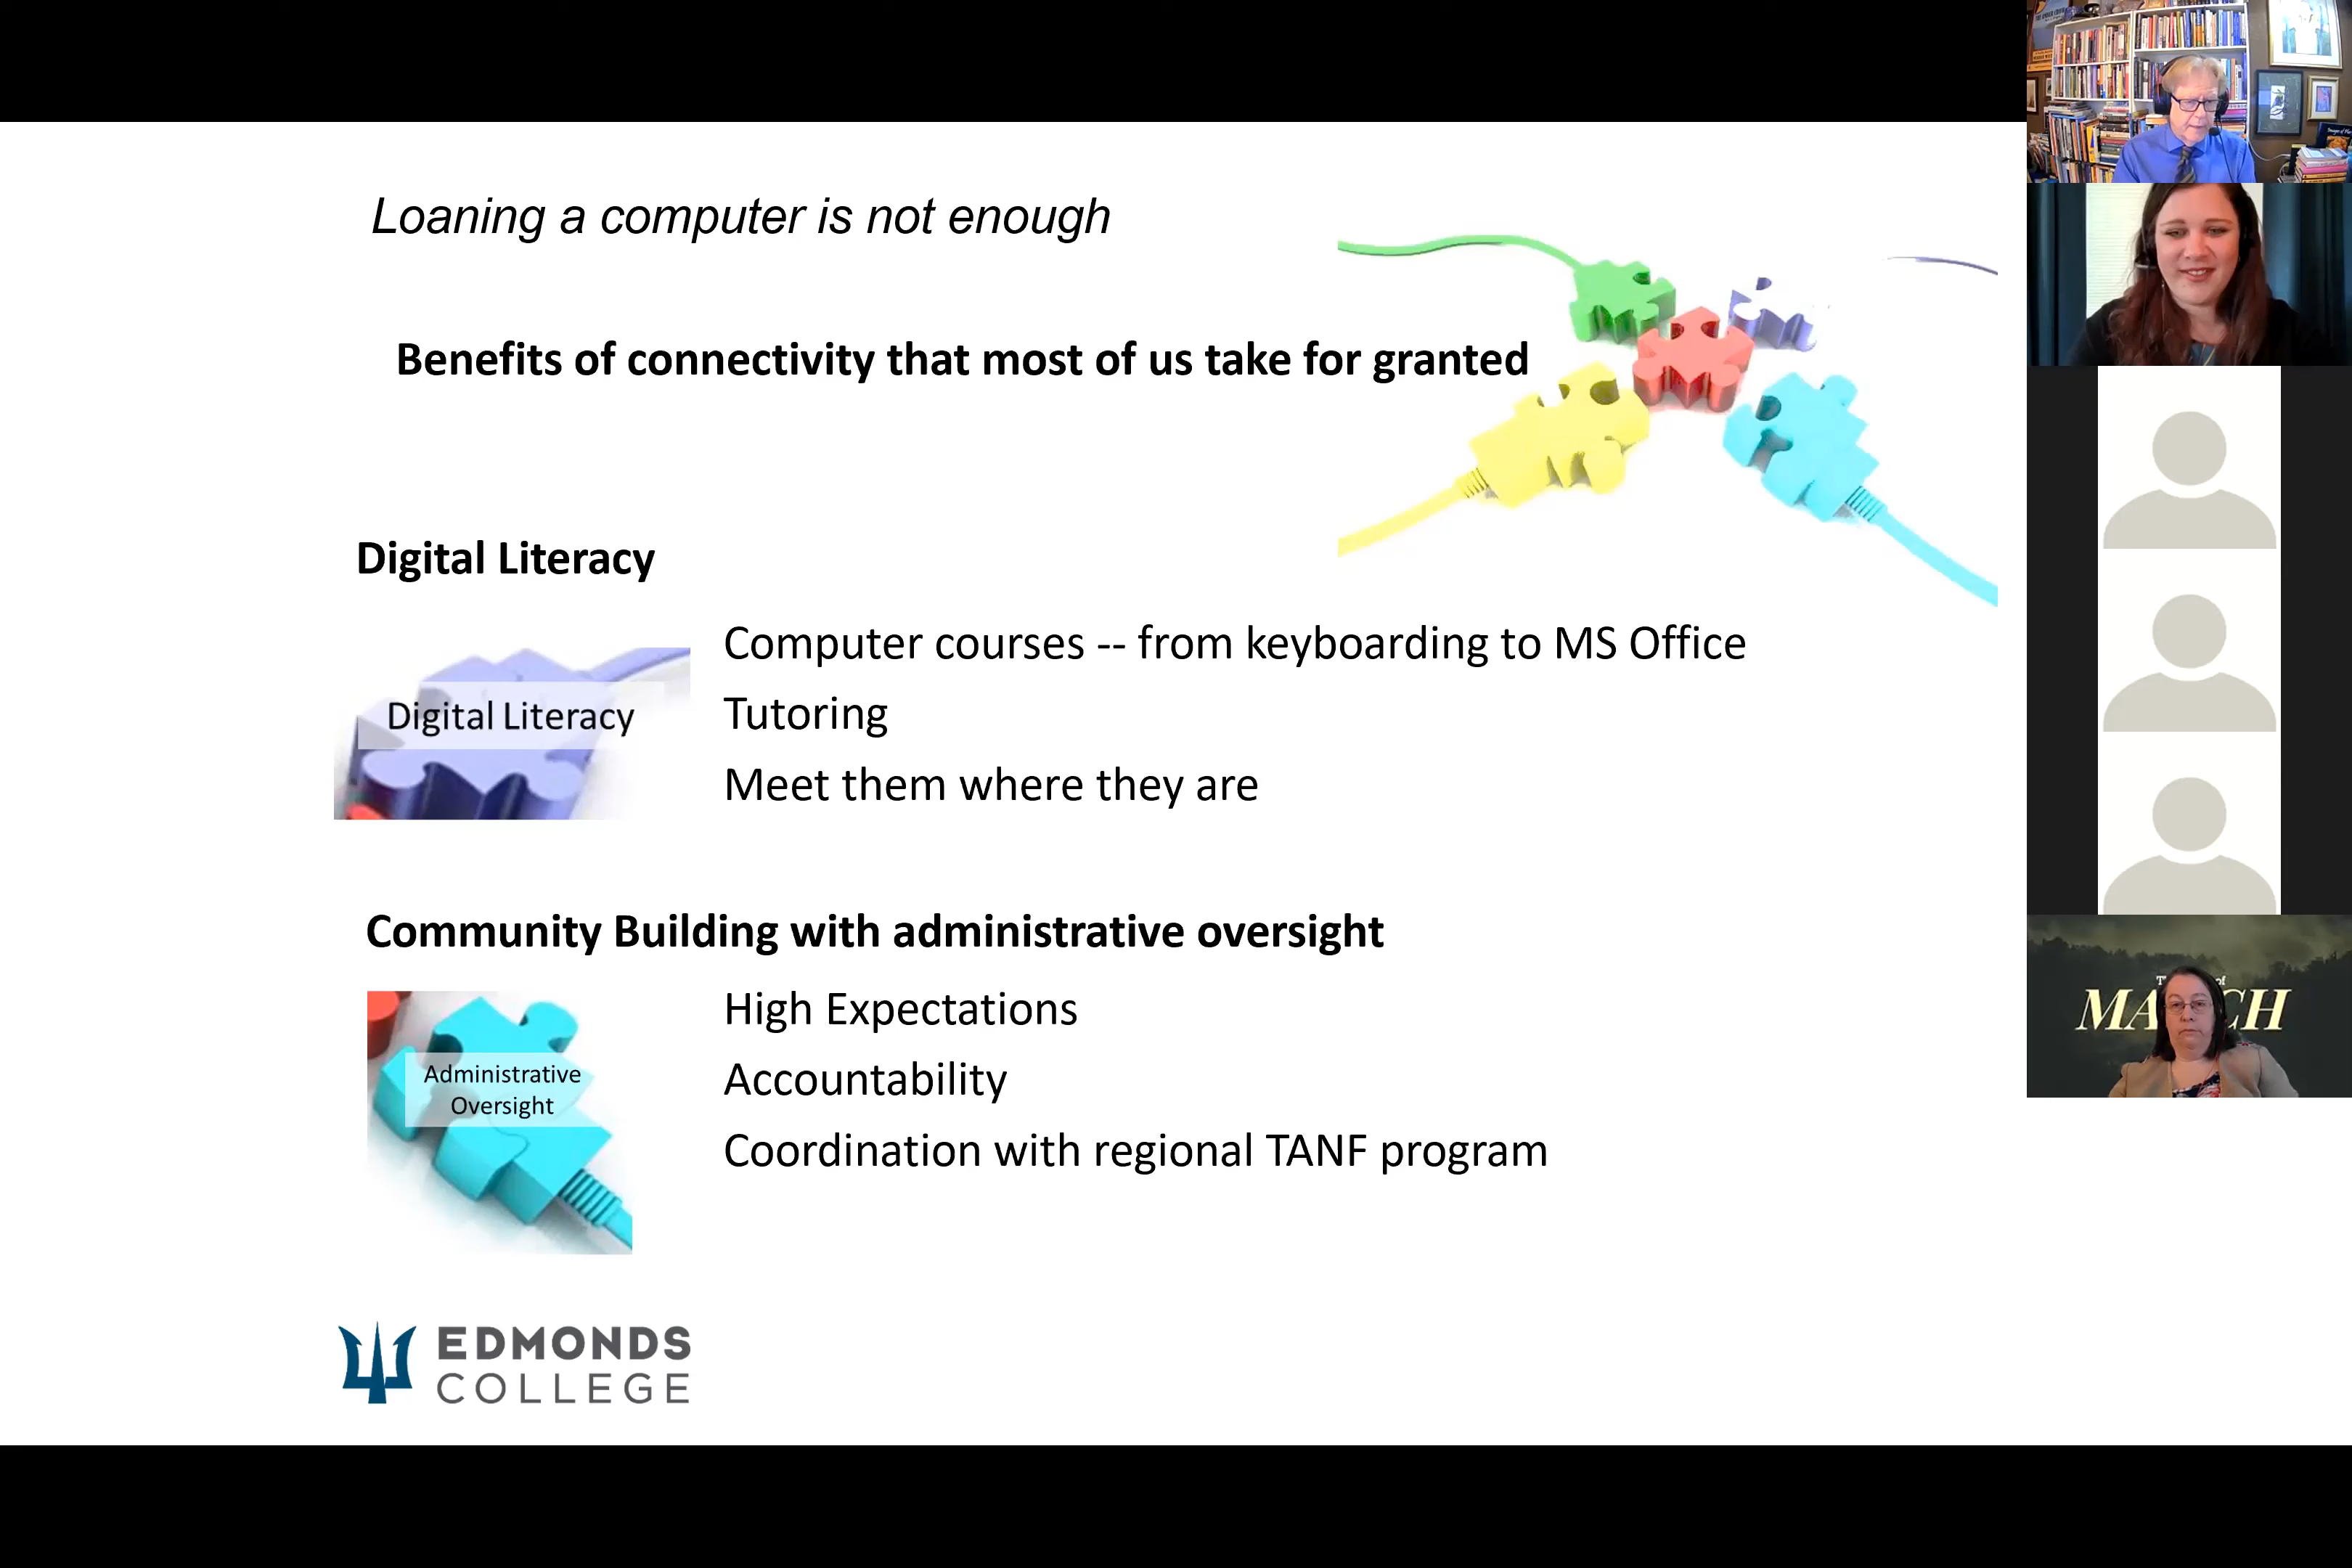 Loaning a computer is not enough
Benefits of connectivity that most of us take for granted
Digital Literacy
Digital Literacy
Computer courses -- from keyboarding to MS Office
Tutoring
Meet them where they are
Community Building with administrative oversight
Administrative
Oversight
High Expectations
Accountability
Coordination with regional TANF program
EDMONDS
COLLEGE
of